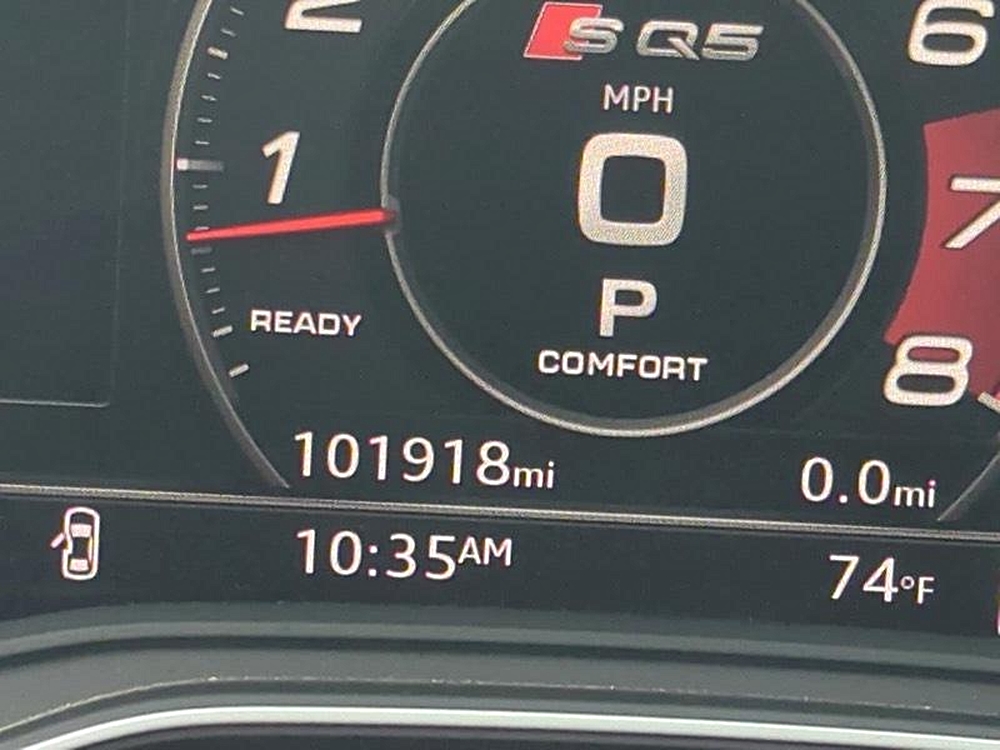 2
SQ5
6
MPH
1
0
7
P
READY
COMFORT
8
101918mi
0.0mi
10:35AM
74°F